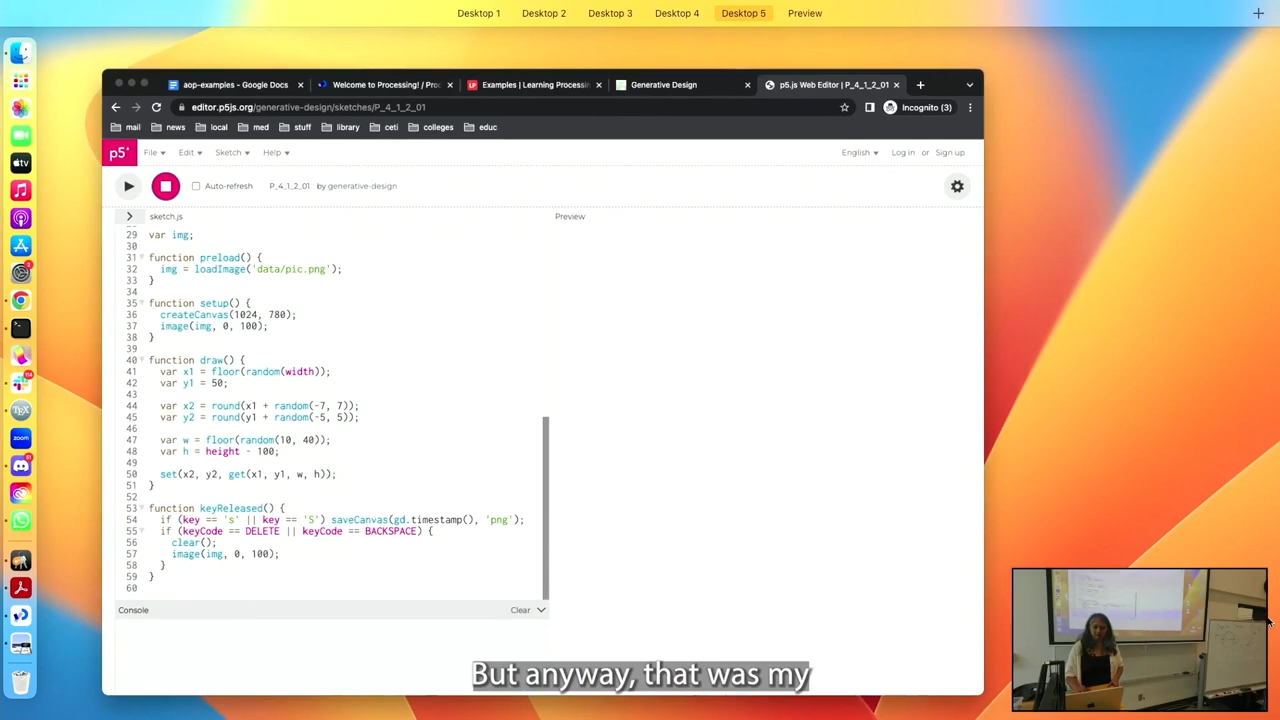 Desktop 1 Desktop 2 Desktop 3 Desktop 4 Desktop 5 Preview
aop-examples - Google Docs Welcome to Processing! / Proc Examples | Learning Processin Generative Design p5.js Web Editor | P_4_1_2_01
editor.p5js.org/generative-design/sketches/P_4_1_2_01 Incognito (3)
mail news local med stuff library ceti colleges educ
p5* File Edit Sketch Help English Log in or Sign up
Auto-refresh P_4_1_2_01 by generative-design
sketch.js Preview
29 var img;
30
31 function preload() {
32 img = loadImage('data/pic.png');
33 }
34
35 function setup() {
36 createCanvas(1024, 780);
37 image(img, 0, 100);
38 }
39
40 function draw() {
41 var x1 = floor(random(width));
42 var y1 = 50;
43
44 var x2 = round(x1 + random(-7, 7));
45 var y2 = round(y1 + random(-5, 5));
46
47 var w = floor(random(10, 40));
48 var h = height - 100;
49
50 set(x2, y2, get(x1, y1, w, h));
51 }
52
53 function keyReleased() {
54 if (key == 's' || key == 'S') saveCanvas(gd.timestamp(), 'png');
55 if (keyCode == DELETE || keyCode == BACKSPACE) {
56 clear();
57 image(img, 0, 100);
58 }
59 }
60
Console Clear
But anyway, that was my
tv
TEX
zoom